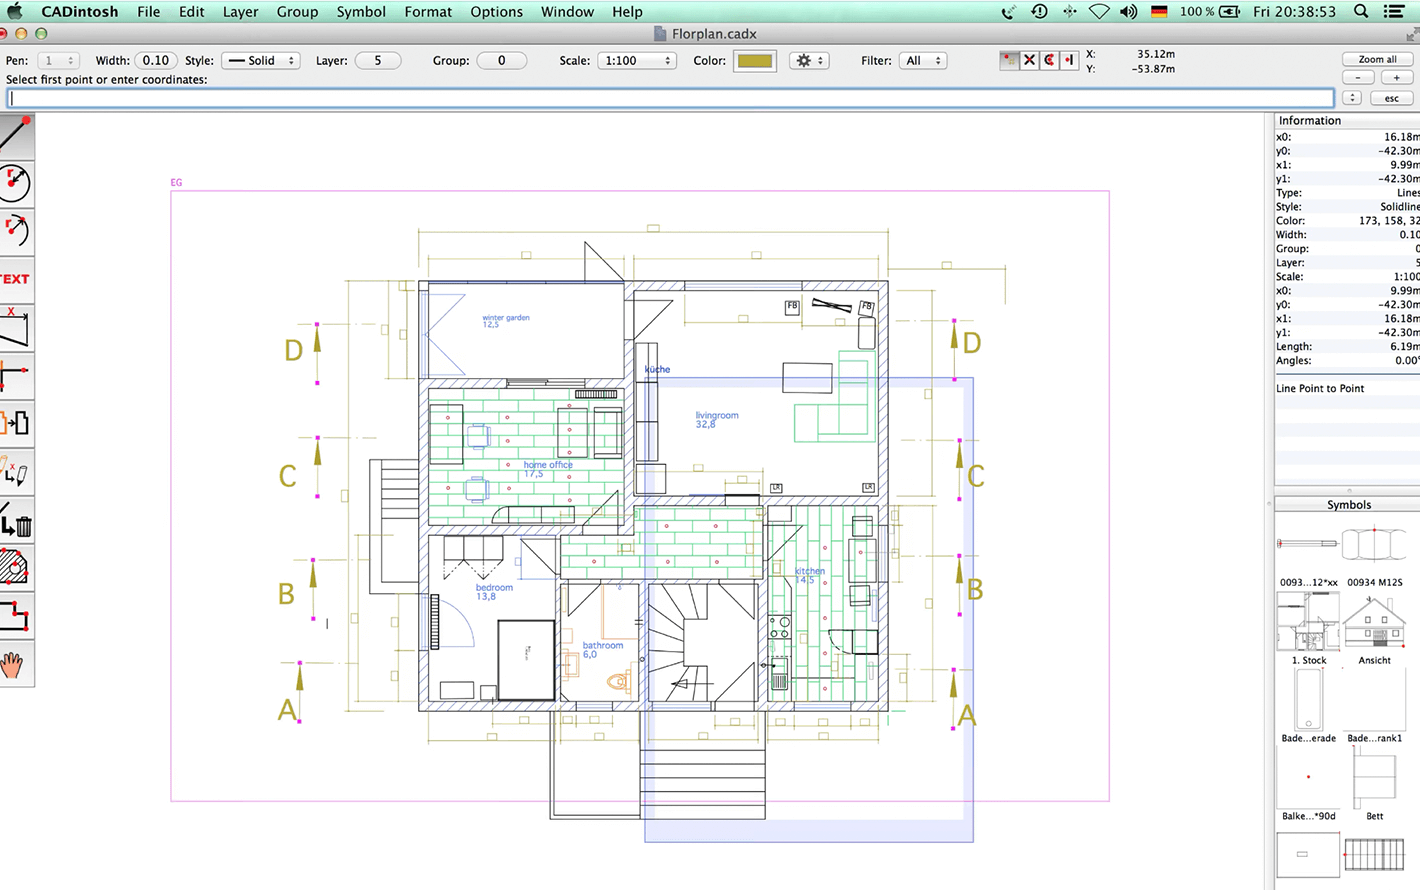 CADintosh File Edit Layer Group Symbol Format Options Window Help 100 % Fri 20:38:53
Florplan.cadx
Pen: 1 Width: 0.10 Style: Solid Layer: 5 Group: 0 Scale: 1:100 Color: Filter: All X: 35.12m Zoom all
Y: -53.87m - +
Select first point or enter coordinates:
esc
Information
x0: 16.18m
y0: -42.30m
x1: 9.99m
y1: -42.30m
Type: Lines
Style: Solidline
Color: 173, 158, 32
Width: 0.10
Group: 0
Layer: 5
Scale: 1:100
x0: 9.99m
y0: -42.30m
x1: 16.18m
y1: -42.30m
Length: 6.19m
Angles: 0.00°
Line Point to Point
Symbols
0093...12*xx 00934 M12S
1. Stock Ansicht
Bade...erade Bade...rank1
Balke...*90d Bett
r
r
TEXT
X
x
EG
winter garden
12,5
FB FB
D D
küche
livingroom
32,8
home office
17,5
C C
LR LR
kitchen
14,5
bedroom
13,8
B B
bathroom
6,0
A A